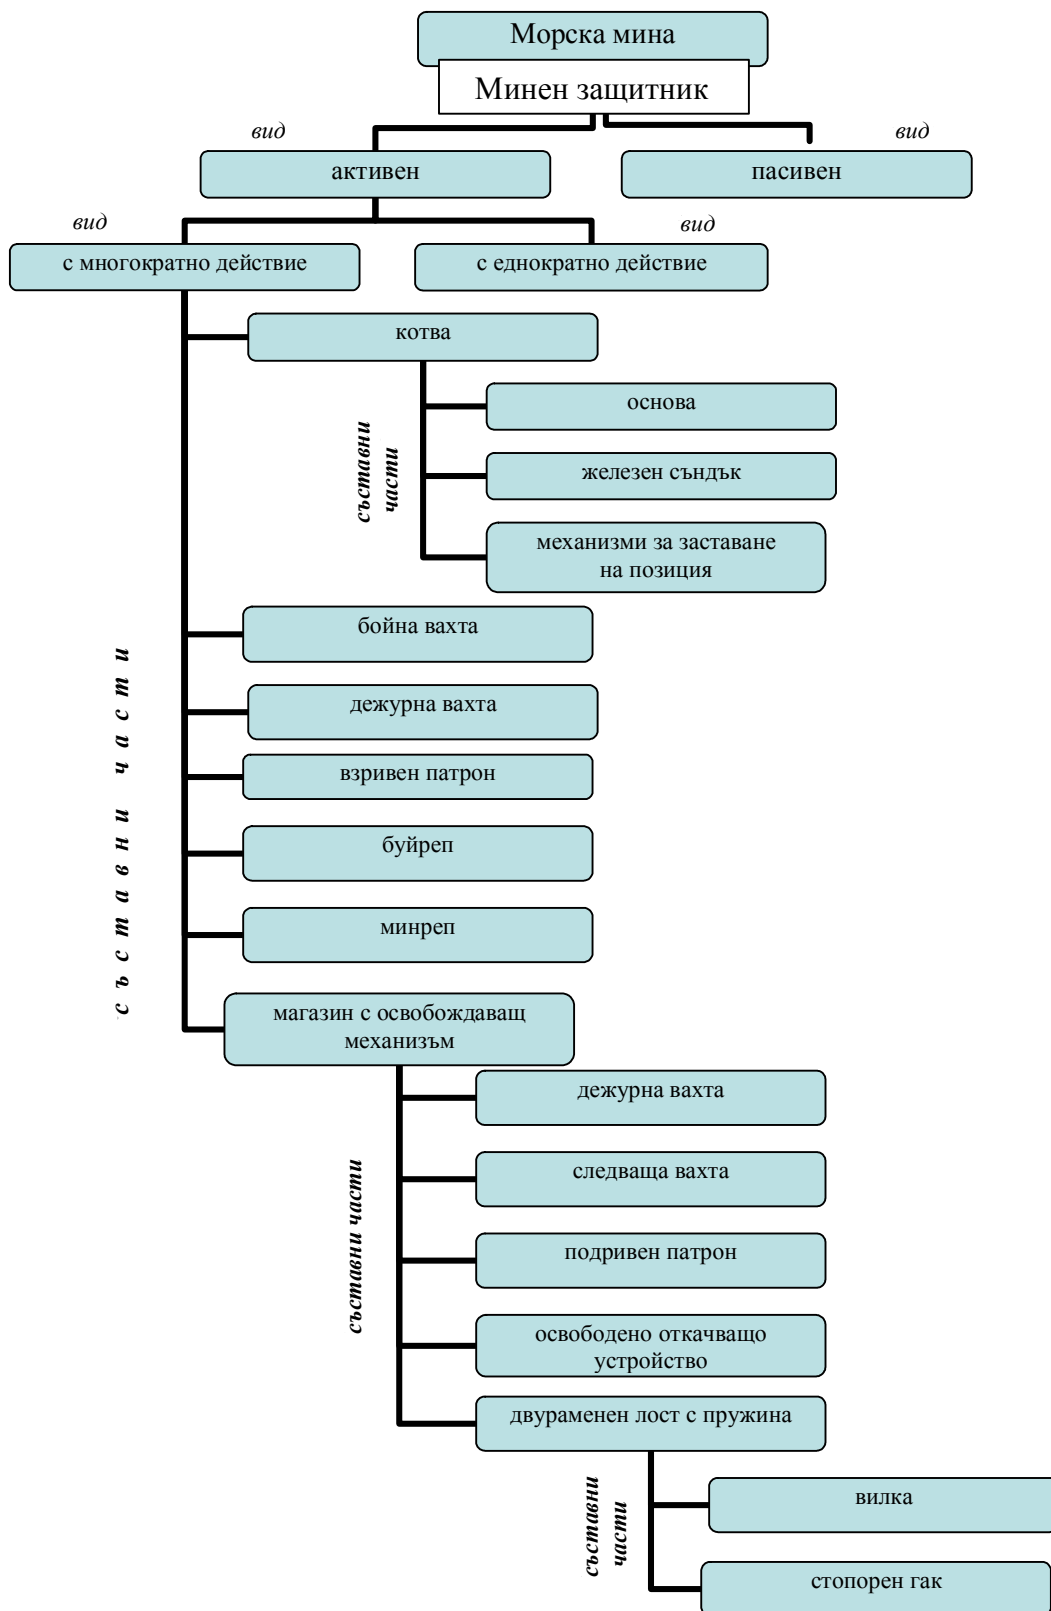 Морска мина
Минен защитник
вид
вид
активен
пасивен
вид
вид
с многократно действие
с еднократно действие
котва
основа
съставни
части
железен съндък
механизми за заставане
на позиция
бойна вахта
съставни части
дежурна вахта
взривен патрон
буйреп
минреп
магазин с освобождаващ
механизъм
дежурна вахта
съставни части
следваща вахта
подривен патрон
освободено откачващо
устройство
двураменен лост с пружина
съставни
части
вилка
стопорен гак